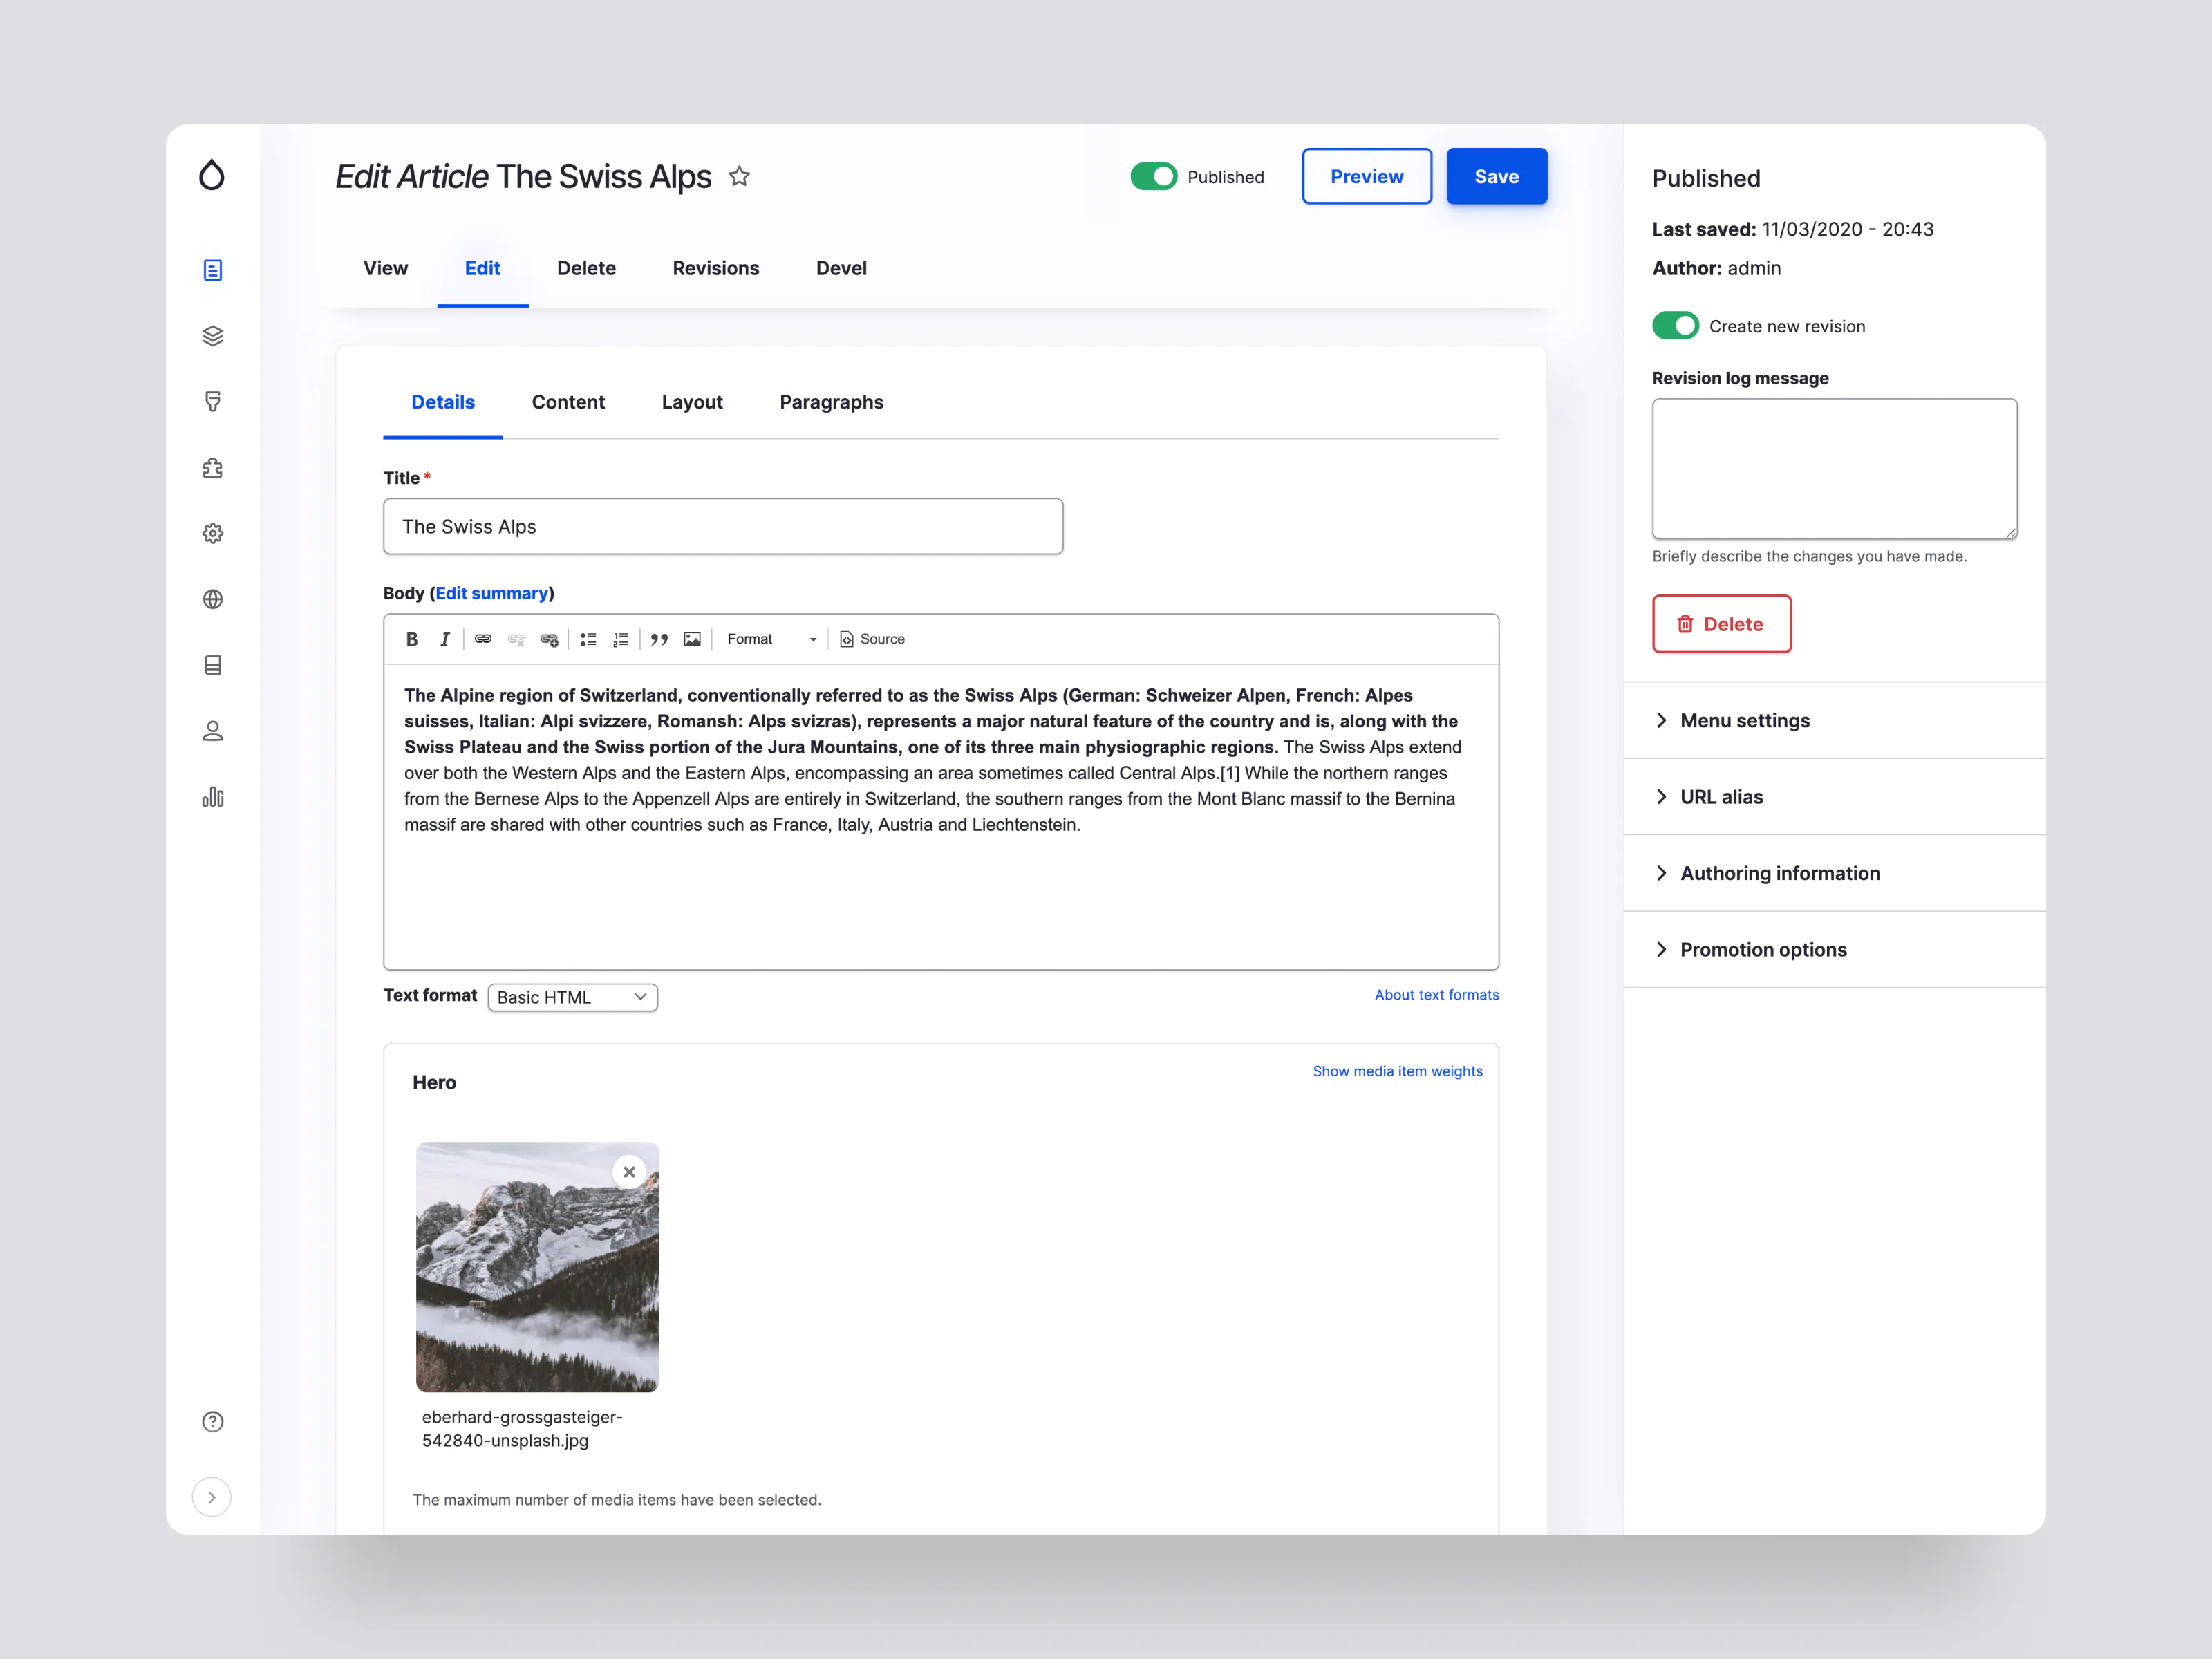 Edit Article The Swiss Alps
Published
Preview
Save
View
Edit
Delete
Revisions
Devel
Details
Content
Layout
Paragraphs
Title *
The Swiss Alps
Body (Edit summary)
B I
Format
Source
The Alpine region of Switzerland, conventionally referred to as the Swiss Alps (German: Schweizer Alpen, French: Alpes
suisses, Italian: Alpi svizzere, Romansh: Alps svizras), represents a major natural feature of the country and is, along with the
Swiss Plateau and the Swiss portion of the Jura Mountains, one of its three main physiographic regions. The Swiss Alps extend
over both the Western Alps and the Eastern Alps, encompassing an area sometimes called Central Alps.[1] While the northern ranges
from the Bernese Alps to the Appenzell Alps are entirely in Switzerland, the southern ranges from the Mont Blanc massif to the Bernina
massif are shared with other countries such as France, Italy, Austria and Liechtenstein.
Text format
Basic HTML
About text formats
Hero
Show media item weights
eberhard-grossgasteiger-
542840-unsplash.jpg
The maximum number of media items have been selected.
Published
Last saved: 11/03/2020 - 20:43
Author: admin
Create new revision
Revision log message
Briefly describe the changes you have made.
Delete
Menu settings
URL alias
Authoring information
Promotion options